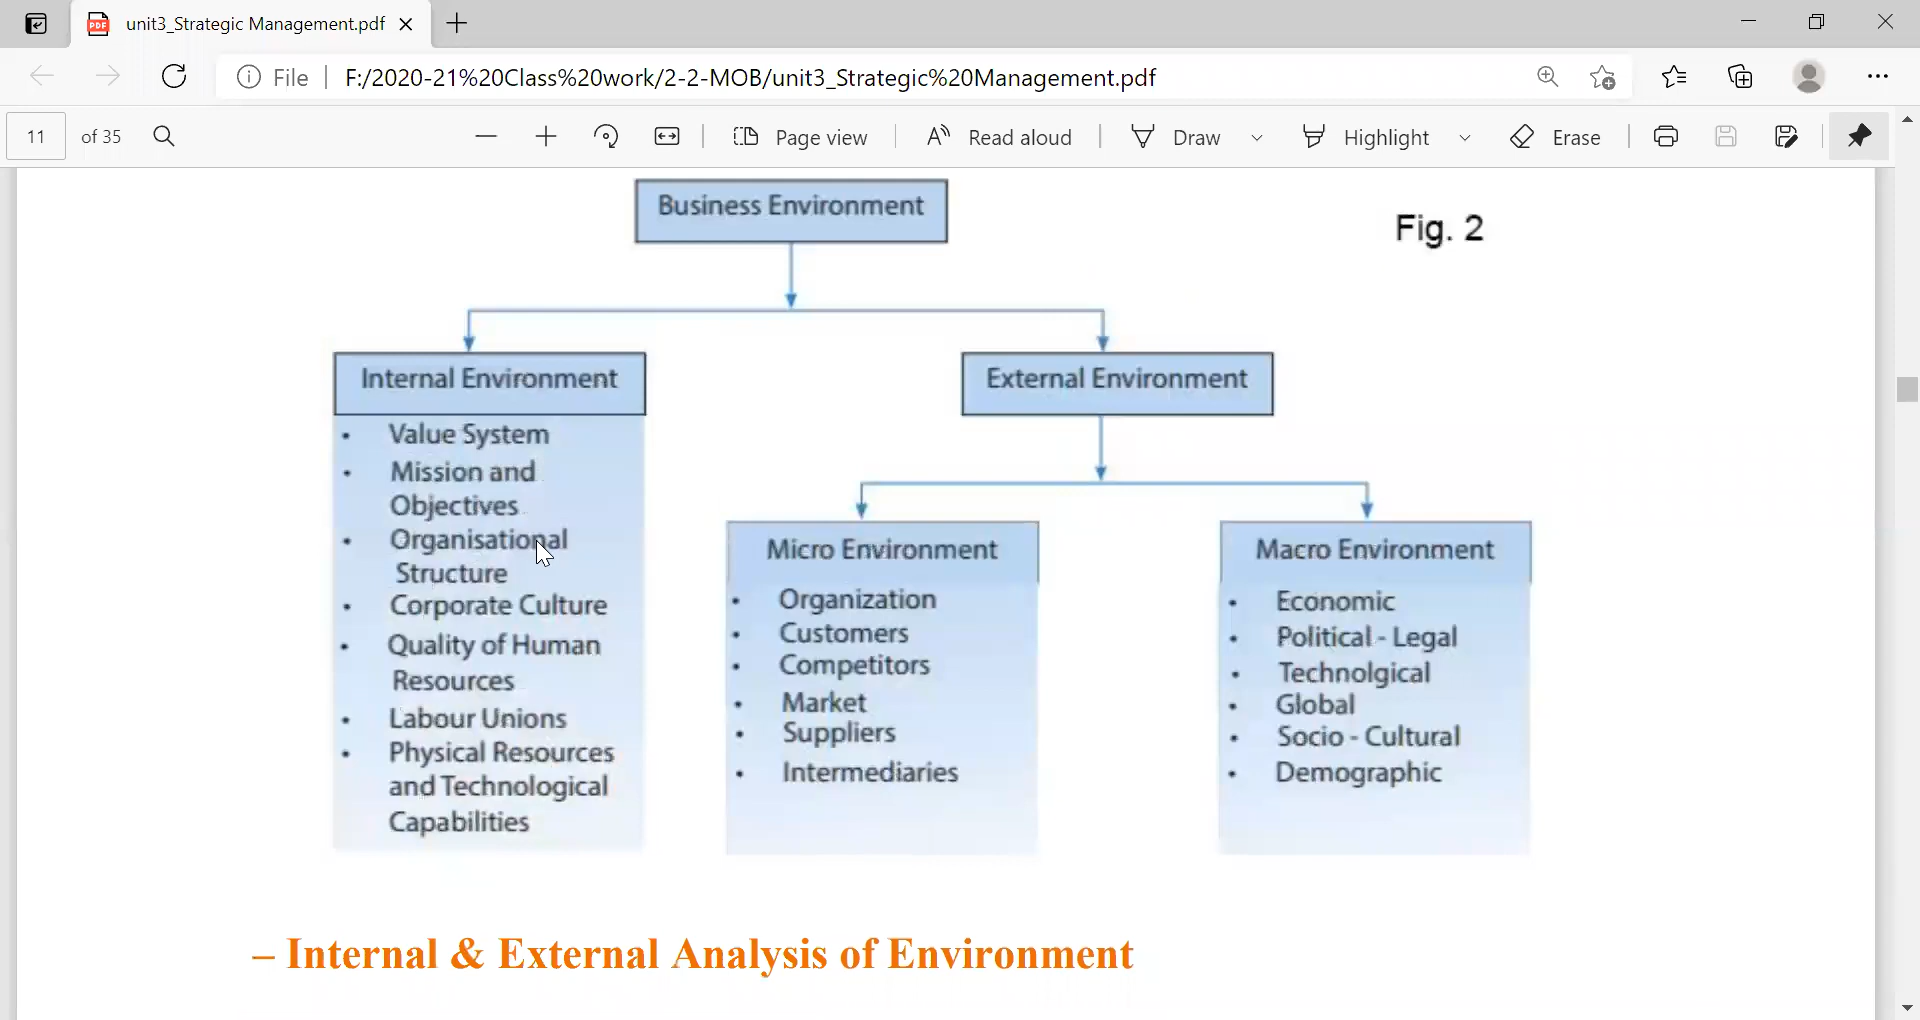 unit3_Strategic Management.pdf
File
F:/2020-21%20Class%20work/2-2-MOB/unit3_Strategic%20Management.pdf
11
of 35
Page view
Read aloud
Draw
Highlight
Erase
Business Environment
Fig. 2
Internal Environment
• Value System
• Mission and
Objectives
• Organisational
Structure
• Corporate Culture
• Quality of Human
Resources
• Labour Unions
• Physical Resources
and Technological
Capabilities
External Environment
Micro Environment
• Organization
• Customers
• Competitors
• Market
• Suppliers
• Intermediaries
Macro Environment
• Economic
• Political - Legal
• Technolgical
• Global
• Socio - Cultural
• Demographic
– Internal & External Analysis of Environment